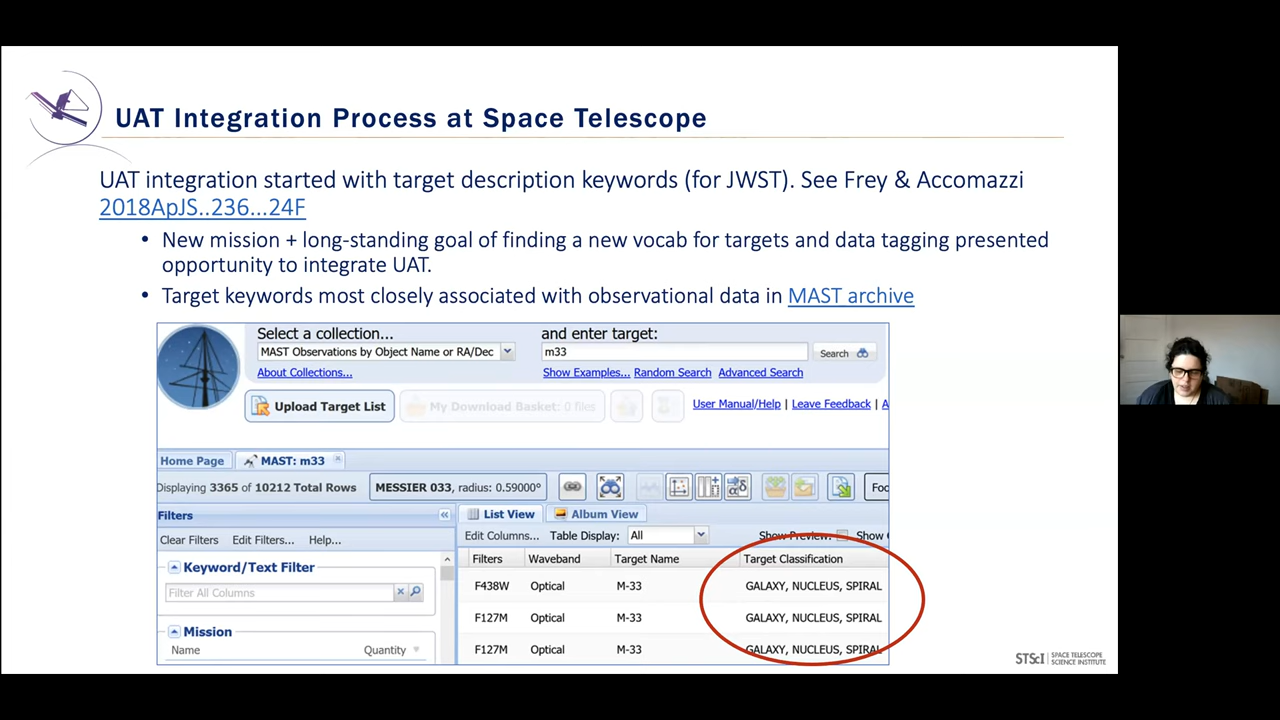 UAT Integration Process at Space Telescope
UAT integration started with target description keywords (for JWST). See Frey & Accomazzi
2018ApJS..236...24F
• New mission + long-standing goal of finding a new vocab for targets and data tagging presented
opportunity to integrate UAT.
• Target keywords most closely associated with observational data in MAST archive
Select a collection... and enter target:
MAST Observations by Object Name or RA/Dec m33 Search
About Collections... Show Examples... Random Search Advanced Search
Upload Target List My Download Basket: 0 files User Manual/Help | Leave Feedback | A
Home Page MAST: m33
Displaying 3365 of 10212 Total Rows MESSIER 033, radius: 0.59000° Foc
Filters List View Album View
Clear Filters Edit Filters... Help... Edit Columns... Table Display: All Show Preview: Show
Keyword/Text Filter Filters Waveband Target Name Target Classification
Filter All Columns F438W Optical M-33 GALAXY, NUCLEUS, SPIRAL
F127M Optical M-33 GALAXY, NUCLEUS, SPIRAL
Mission
Name Quantity F127M Optical M-33 GALAXY, NUCLEUS, SPIRAL
STScI | SPACE TELESCOPE
SCIENCE INSTITUTE